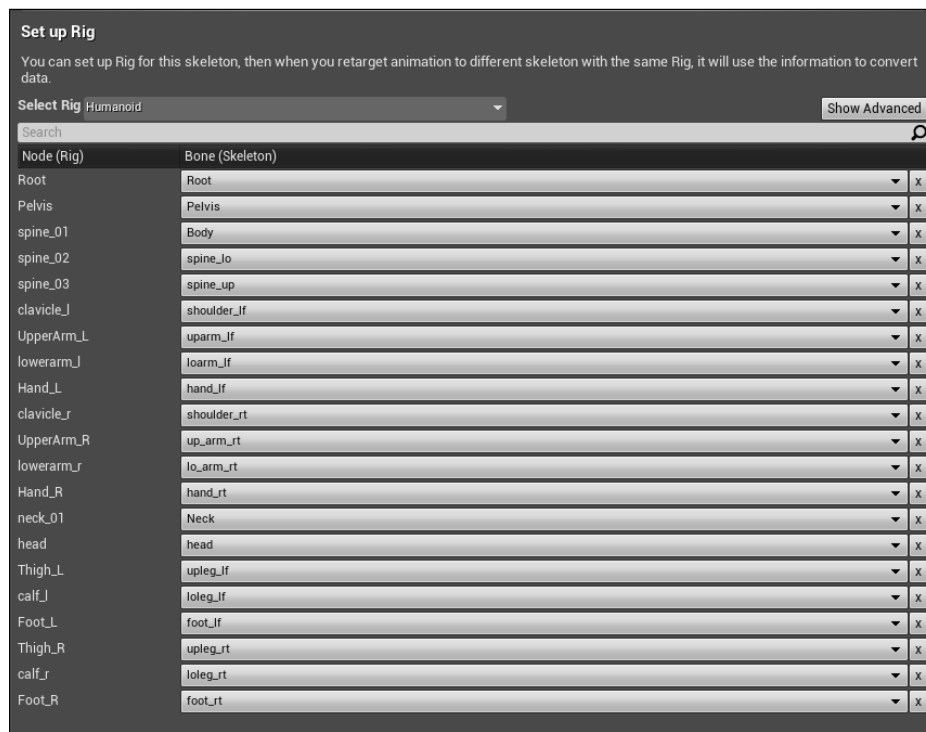 Set up Rig
You can set up Rig for this skeleton, then when you retarget animation to different skeleton with the same Rig, it will use the information to convert
data.
Select Rig Humanoid Show Advanced
Search
Node (Rig) Bone (Skeleton)
Root Root x
Pelvis Pelvis x
spine_01 Body x
spine_02 spine_lo x
spine_03 spine_up x
clavicle_l shoulder_lf x
UpperArm_L uparm_lf x
lowerarm_l loarm_lf x
Hand_L hand_lf x
clavicle_r shoulder_rt x
UpperArm_R up_arm_rt x
lowerarm_r lo_arm_rt x
Hand_R hand_rt x
neck_01 Neck x
head head x
Thigh_L upleg_lf x
calf_l loleg_lf x
Foot_L foot_lf x
Thigh_R upleg_rt x
calf_r loleg_rt x
Foot_R foot_rt x